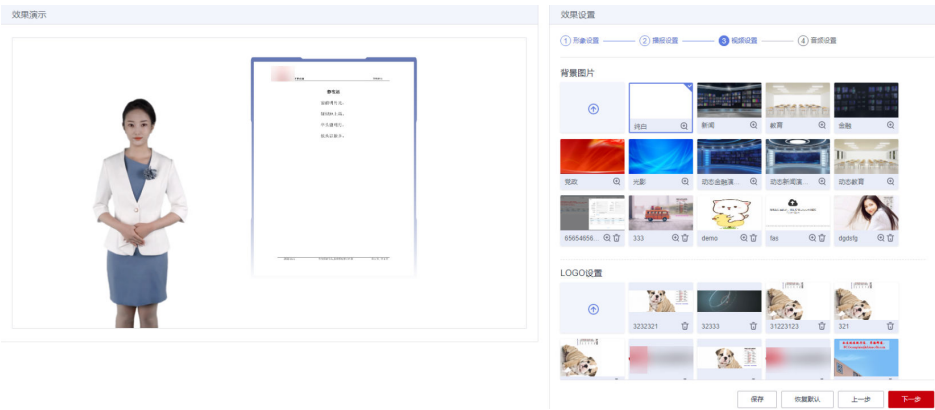 效果演示
效果设置
1 形象设置
2 播报设置
3 视频设置
4 音频设置
背景图片
纯白
新闻
教育
金融
党政
光影
动态金融演...
动态新闻演...
动态教育
65654656...
333
demo
fas
dgdsfg
LOGO设置
3232321
32333
31223123
321
静夜思
保存
恢复默认
上一步
下一步